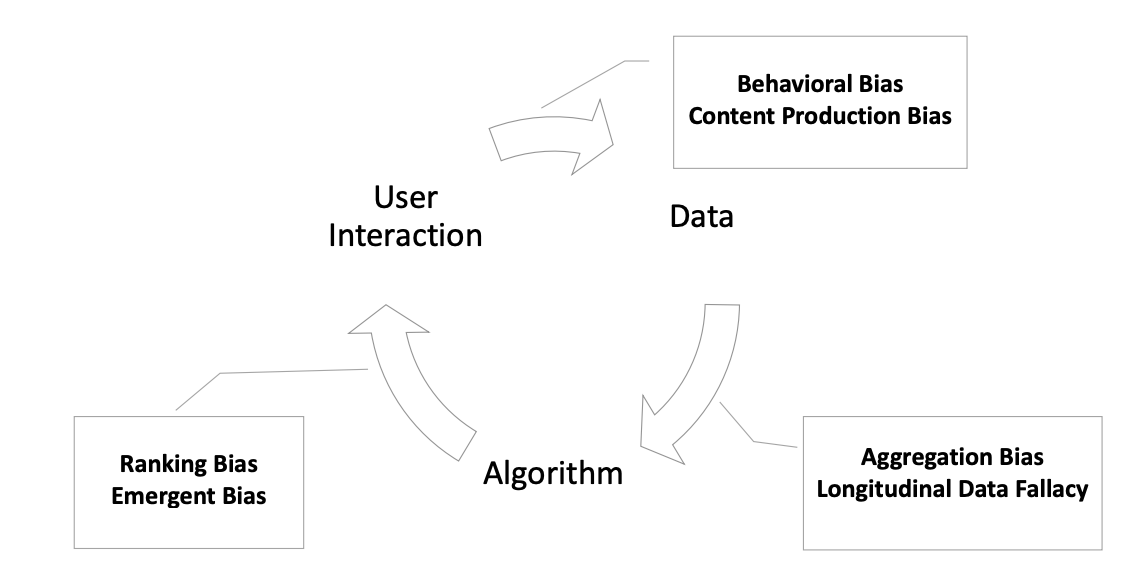 Behavioral Bias
Content Production Bias
User
Interaction
Data
Ranking Bias
Emergent Bias
Algorithm
Aggregation Bias
Longitudinal Data Fallacy